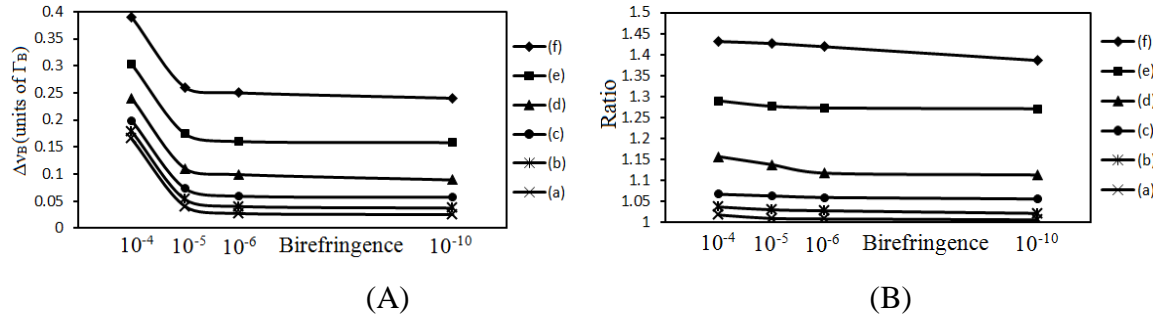 0.4
0.35
0.3
0.25
0.2
0.15
0.1
0.05
0
Δν_B(units of Γ_B)
10⁻⁴ 10⁻⁵ 10⁻⁶ Birefringence 10⁻¹⁰
(f)
(e)
(d)
(c)
(b)
(a)
(A)
1.5
1.45
1.4
1.35
1.3
1.25
1.2
1.15
1.1
1.05
1
Ratio
10⁻⁴ 10⁻⁵ 10⁻⁶ Birefringence 10⁻¹⁰
(f)
(e)
(d)
(c)
(b)
(a)
(B)